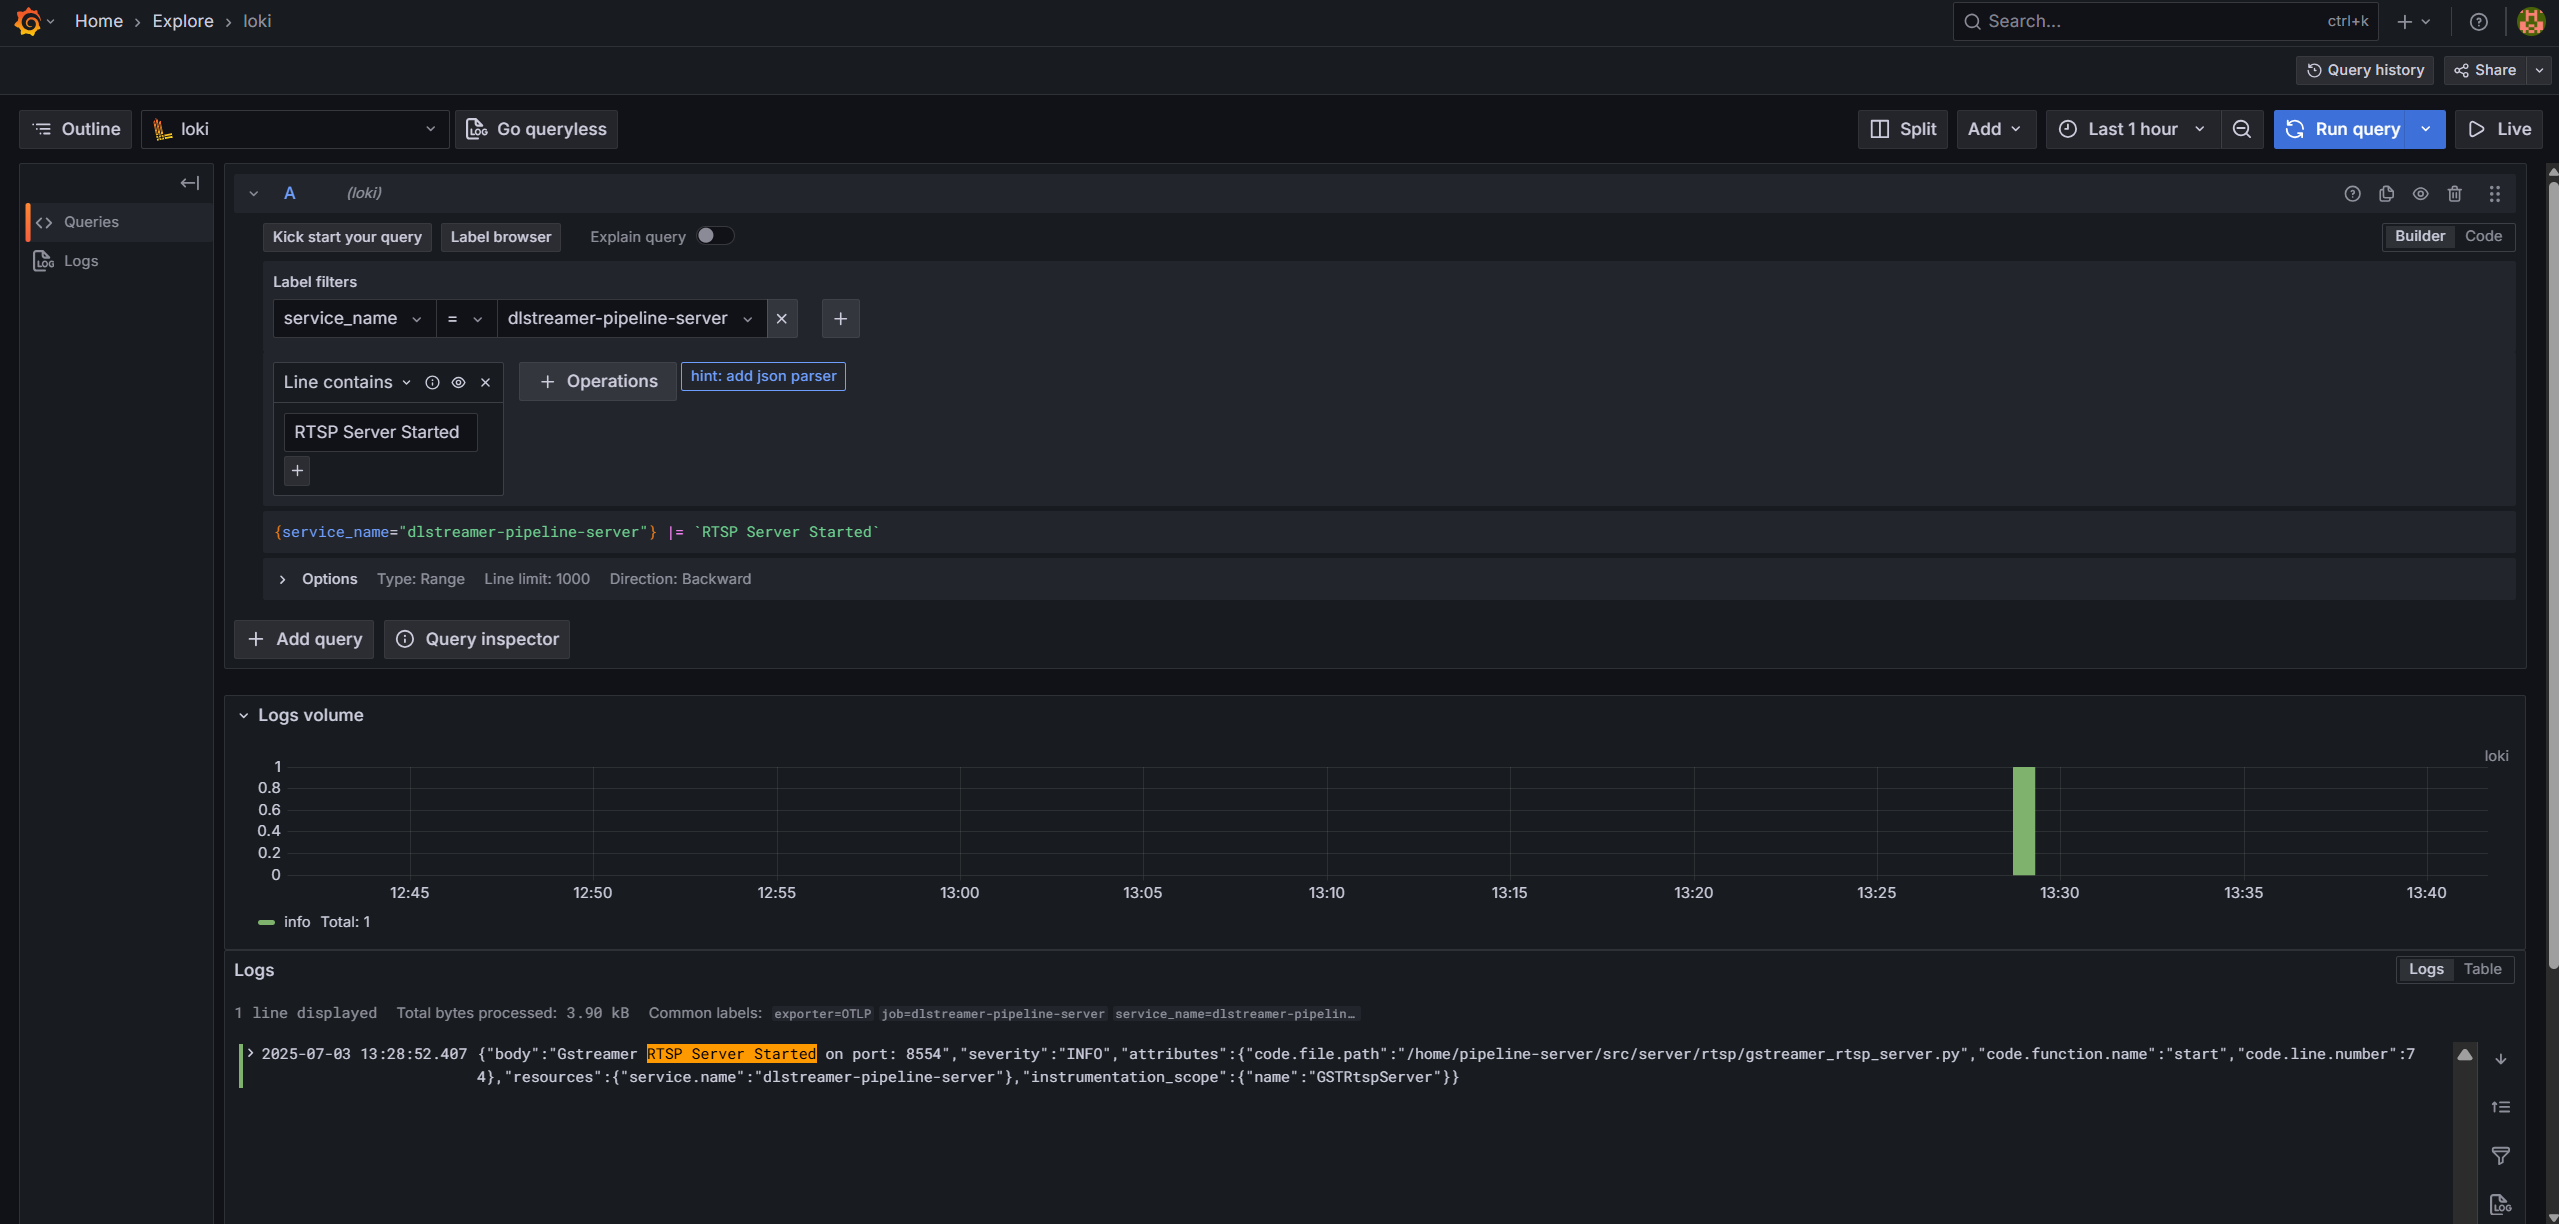 Home › Explore › loki
Search... ctrl+k
Query history Share
Outline loki Go queryless Split Add Last 1 hour Run query Live
Queries
Logs
A (loki)
Kick start your query Label browser Explain query Builder Code
Label filters
service_name = dlstreamer-pipeline-server
Line contains Operations hint: add json parser
RTSP Server Started
{service_name="dlstreamer-pipeline-server"} |= `RTSP Server Started`
Options Type: Range Line limit: 1000 Direction: Backward
Add query Query inspector
Logs volume
loki
1
0.8
0.6
0.4
0.2
0
12:45 12:50 12:55 13:00 13:05 13:10 13:15 13:20 13:25 13:30 13:35 13:40
info Total: 1
Logs
Logs Table
1 line displayed Total bytes processed: 3.90 kB Common labels: exporter=OTLP job=dlstreamer-pipeline-server service_name=dlstreamer-pipelin…
2025-07-03 13:28:52.407 {"body":"Gstreamer RTSP Server Started on port: 8554","severity":"INFO","attributes":{"code.file.path":"/home/pipeline-server/src/server/rtsp/gstreamer_rtsp_server.py","code.function.name":"start","code.line.number":7
4},"resources":{"service.name":"dlstreamer-pipeline-server"},"instrumentation_scope":{"name":"GSTRtspServer"}}